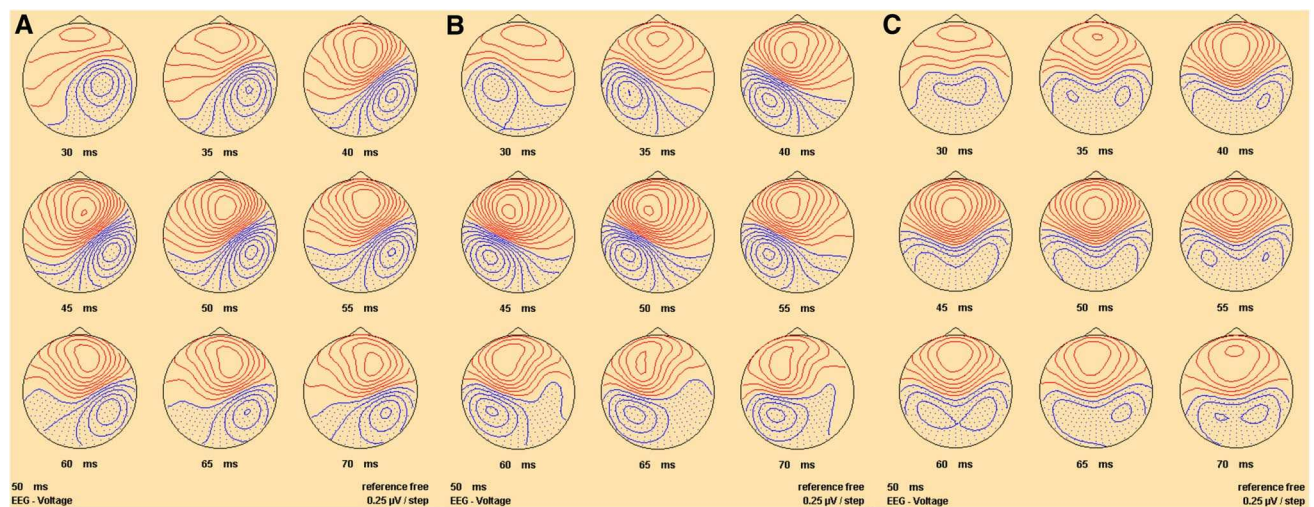 A B C
30 ms 35 ms 40 ms 30 ms 35 ms 40 ms 30 ms 35 ms 40 ms
45 ms 50 ms 55 ms 45 ms 50 ms 55 ms 45 ms 50 ms 55 ms
60 ms 65 ms 70 ms 60 ms 65 ms 70 ms 60 ms 65 ms 70 ms
50 ms reference free 50 ms reference free 50 ms reference free
EEG - Voltage 0.25 µV / step EEG - Voltage 0.25 µV / step EEG - Voltage 0.25 µV / step